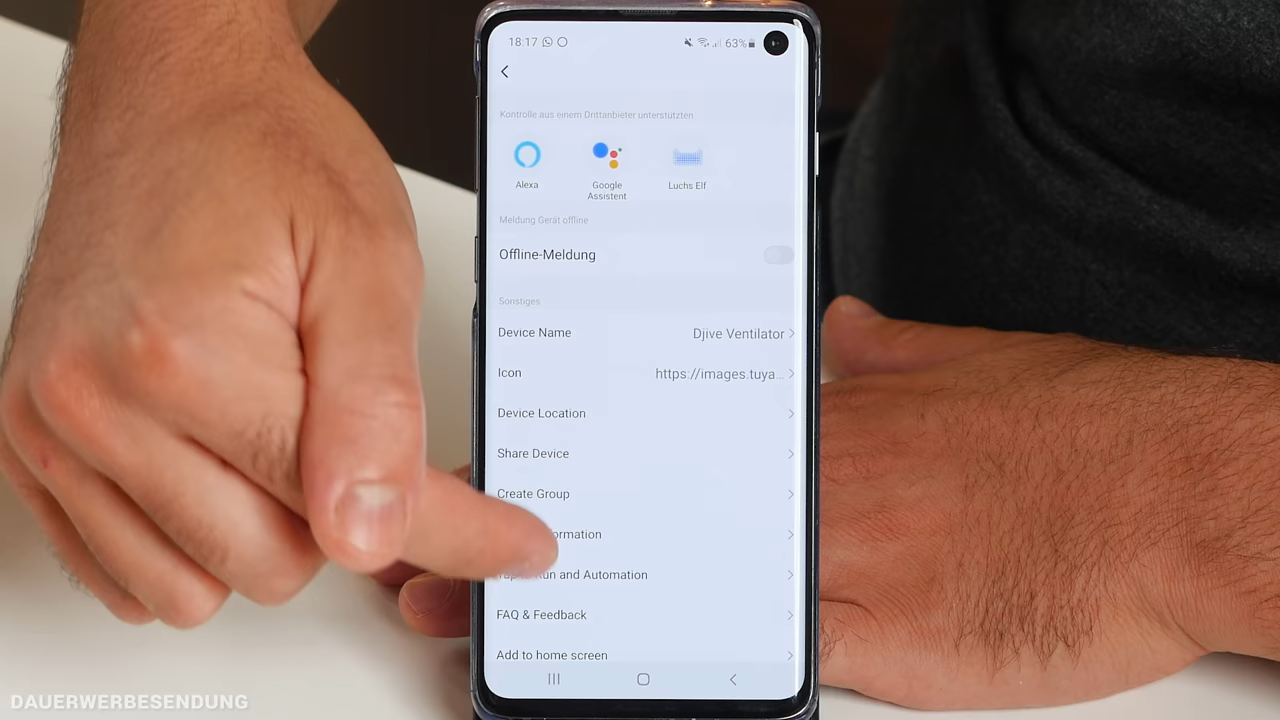 18:17 63%
Kontrolle aus einem Drittanbieter unterstützten
Alexa
Google
Assistent
Luchs Elf
Meldung Gerät offline
Offline-Meldung
Sonstiges
Device Name Djive Ventilator
Icon https://images.tuya...
Device Location
Share Device
Create Group
Run and Automation
FAQ & Feedback
Add to home screen
DAUERWERBESENDUNG